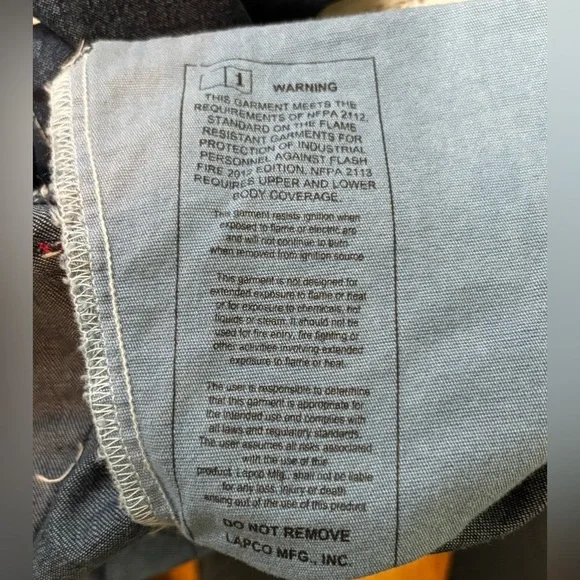 1 WARNING
THIS GARMENT MEETS THE
REQUIREMENTS OF NFPA 2112,
STANDARD ON THE FLAME
RESISTANT GARMENTS FOR
PROTECTION OF INDUSTRIAL
PERSONNEL AGAINST FLASH
FIRE 2012 EDITION. NFPA 2113
REQUIRES UPPER AND LOWER
BODY COVERAGE.
This garment resists ignition when
exposed to flame or electric arc
and will not continue to burn
when removed from ignition source.
This garment is not designed for
extended exposure to flame or heat
or for exposure to chemicals, hot
liquids or steam. It should not be
used for fire entry, fire fighting or
other activities involving extended
exposure to flame or heat.
The user is responsible to determine
that this garment is appropriate for
the intended use and complies with
all laws and regulatory standards.
The user assumes all risks associated
with the use of this
product. Lapco Mfg. shall not be liable
for any loss, injury or death
arising out of the use of this product.
DO NOT REMOVE
LAPCO MFG., INC.